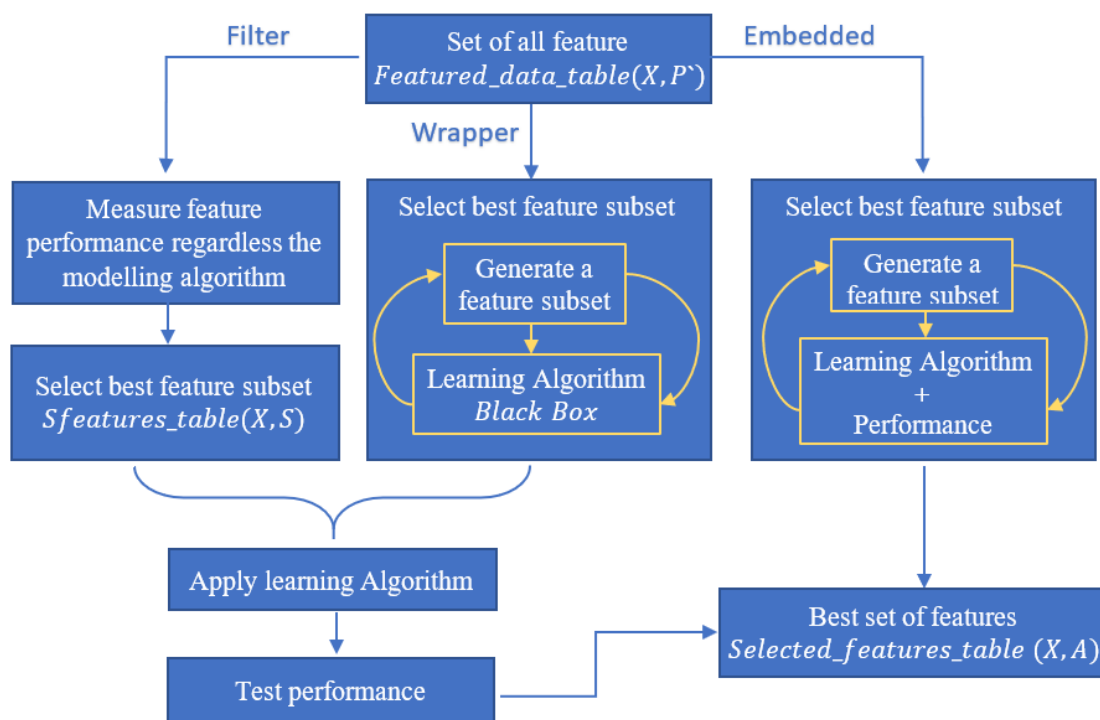 Filter
Set of all feature
Featured_data_table(X,P`)
Embedded
Wrapper
Measure feature
performance regardless the
modelling algorithm
Select best feature subset
Sfeatures_table(X,S)
Select best feature subset
Generate a
feature subset
Learning Algorithm
Black Box
Select best feature subset
Generate a
feature subset
Learning Algorithm
+
Performance
Apply learning Algorithm
Test performance
Best set of features
Selected_features_table (X,A)